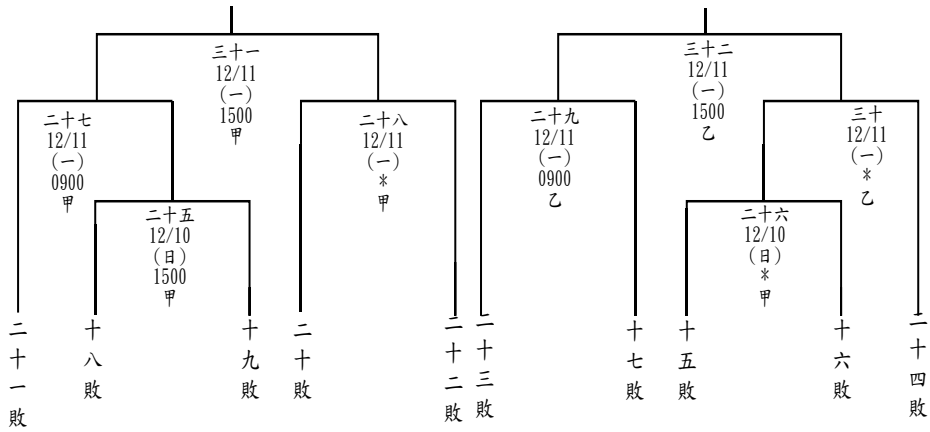 三十一
12/11
(一)
1500
甲
三十二
12/11
(一)
1500
乙
二十七
12/11
(一)
0900
甲
二十八
12/11
(一)
*
甲
二十九
12/11
(一)
0900
乙
三十
12/11
(一)
*
乙
二十五
12/10
(日)
1500
甲
二十六
12/10
(日)
*
甲
二十一敗
十八敗
十九敗
二十敗
二十二敗
二十三敗
十七敗
十五敗
十六敗
二十四敗